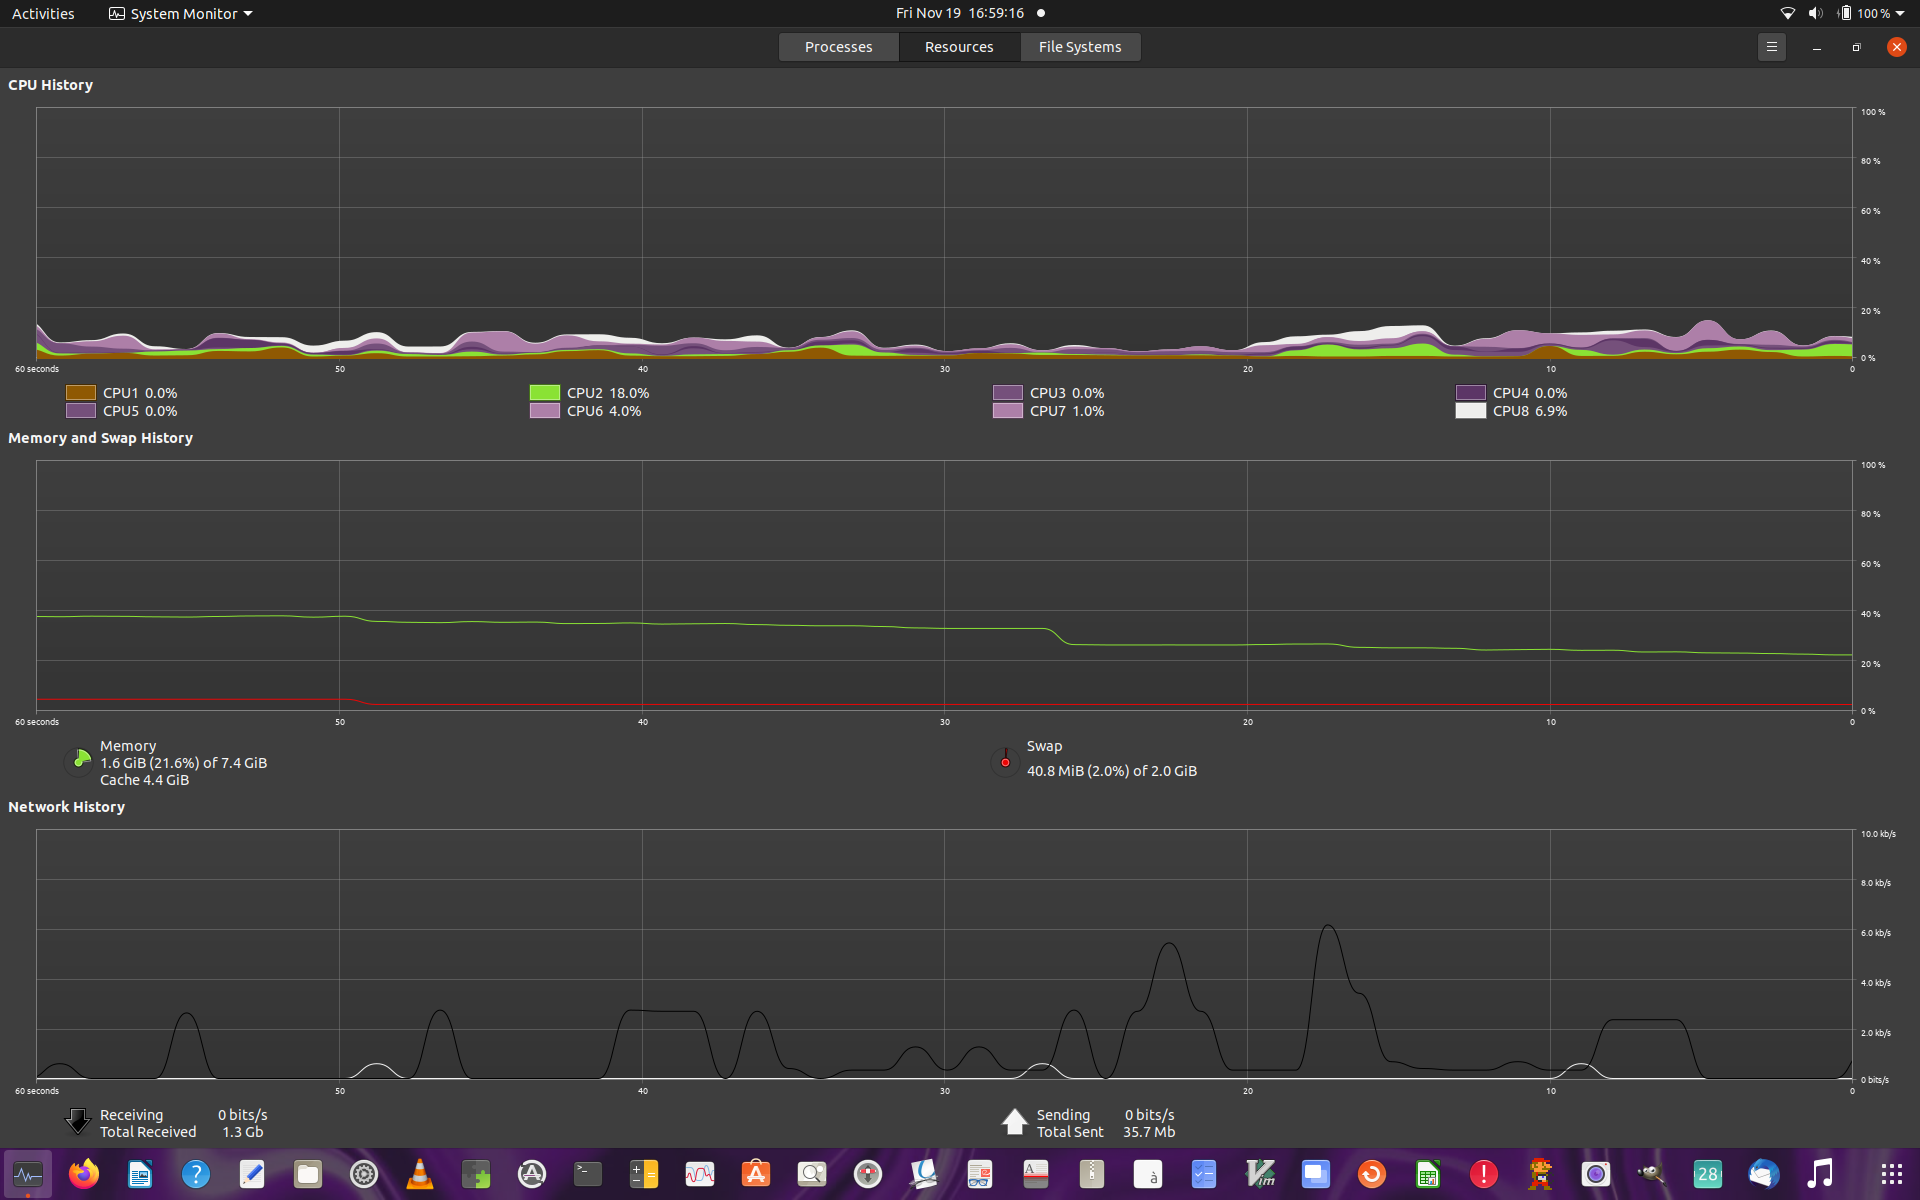 Activities System Monitor Fri Nov 19 16:59:16 100 %
Processes Resources File Systems
CPU History
100 %
80 %
60 %
40 %
20 %
0 %
60 seconds 50 40 30 20 10 0
CPU1 0.0% CPU2 18.0% CPU3 0.0% CPU4 0.0%
CPU5 0.0% CPU6 4.0% CPU7 1.0% CPU8 6.9%
Memory and Swap History
100 %
80 %
60 %
40 %
20 %
0 %
60 seconds 50 40 30 20 10 0
Memory
1.6 GiB (21.6%) of 7.4 GiB
Cache 4.4 GiB
Swap
40.8 MiB (2.0%) of 2.0 GiB
Network History
10.0 kb/s
8.0 kb/s
6.0 kb/s
4.0 kb/s
2.0 kb/s
0 bits/s
60 seconds 50 40 30 20 10 0
Receiving 0 bits/s
Total Received 1.3 Gb
Sending 0 bits/s
Total Sent 35.7 Mb
28